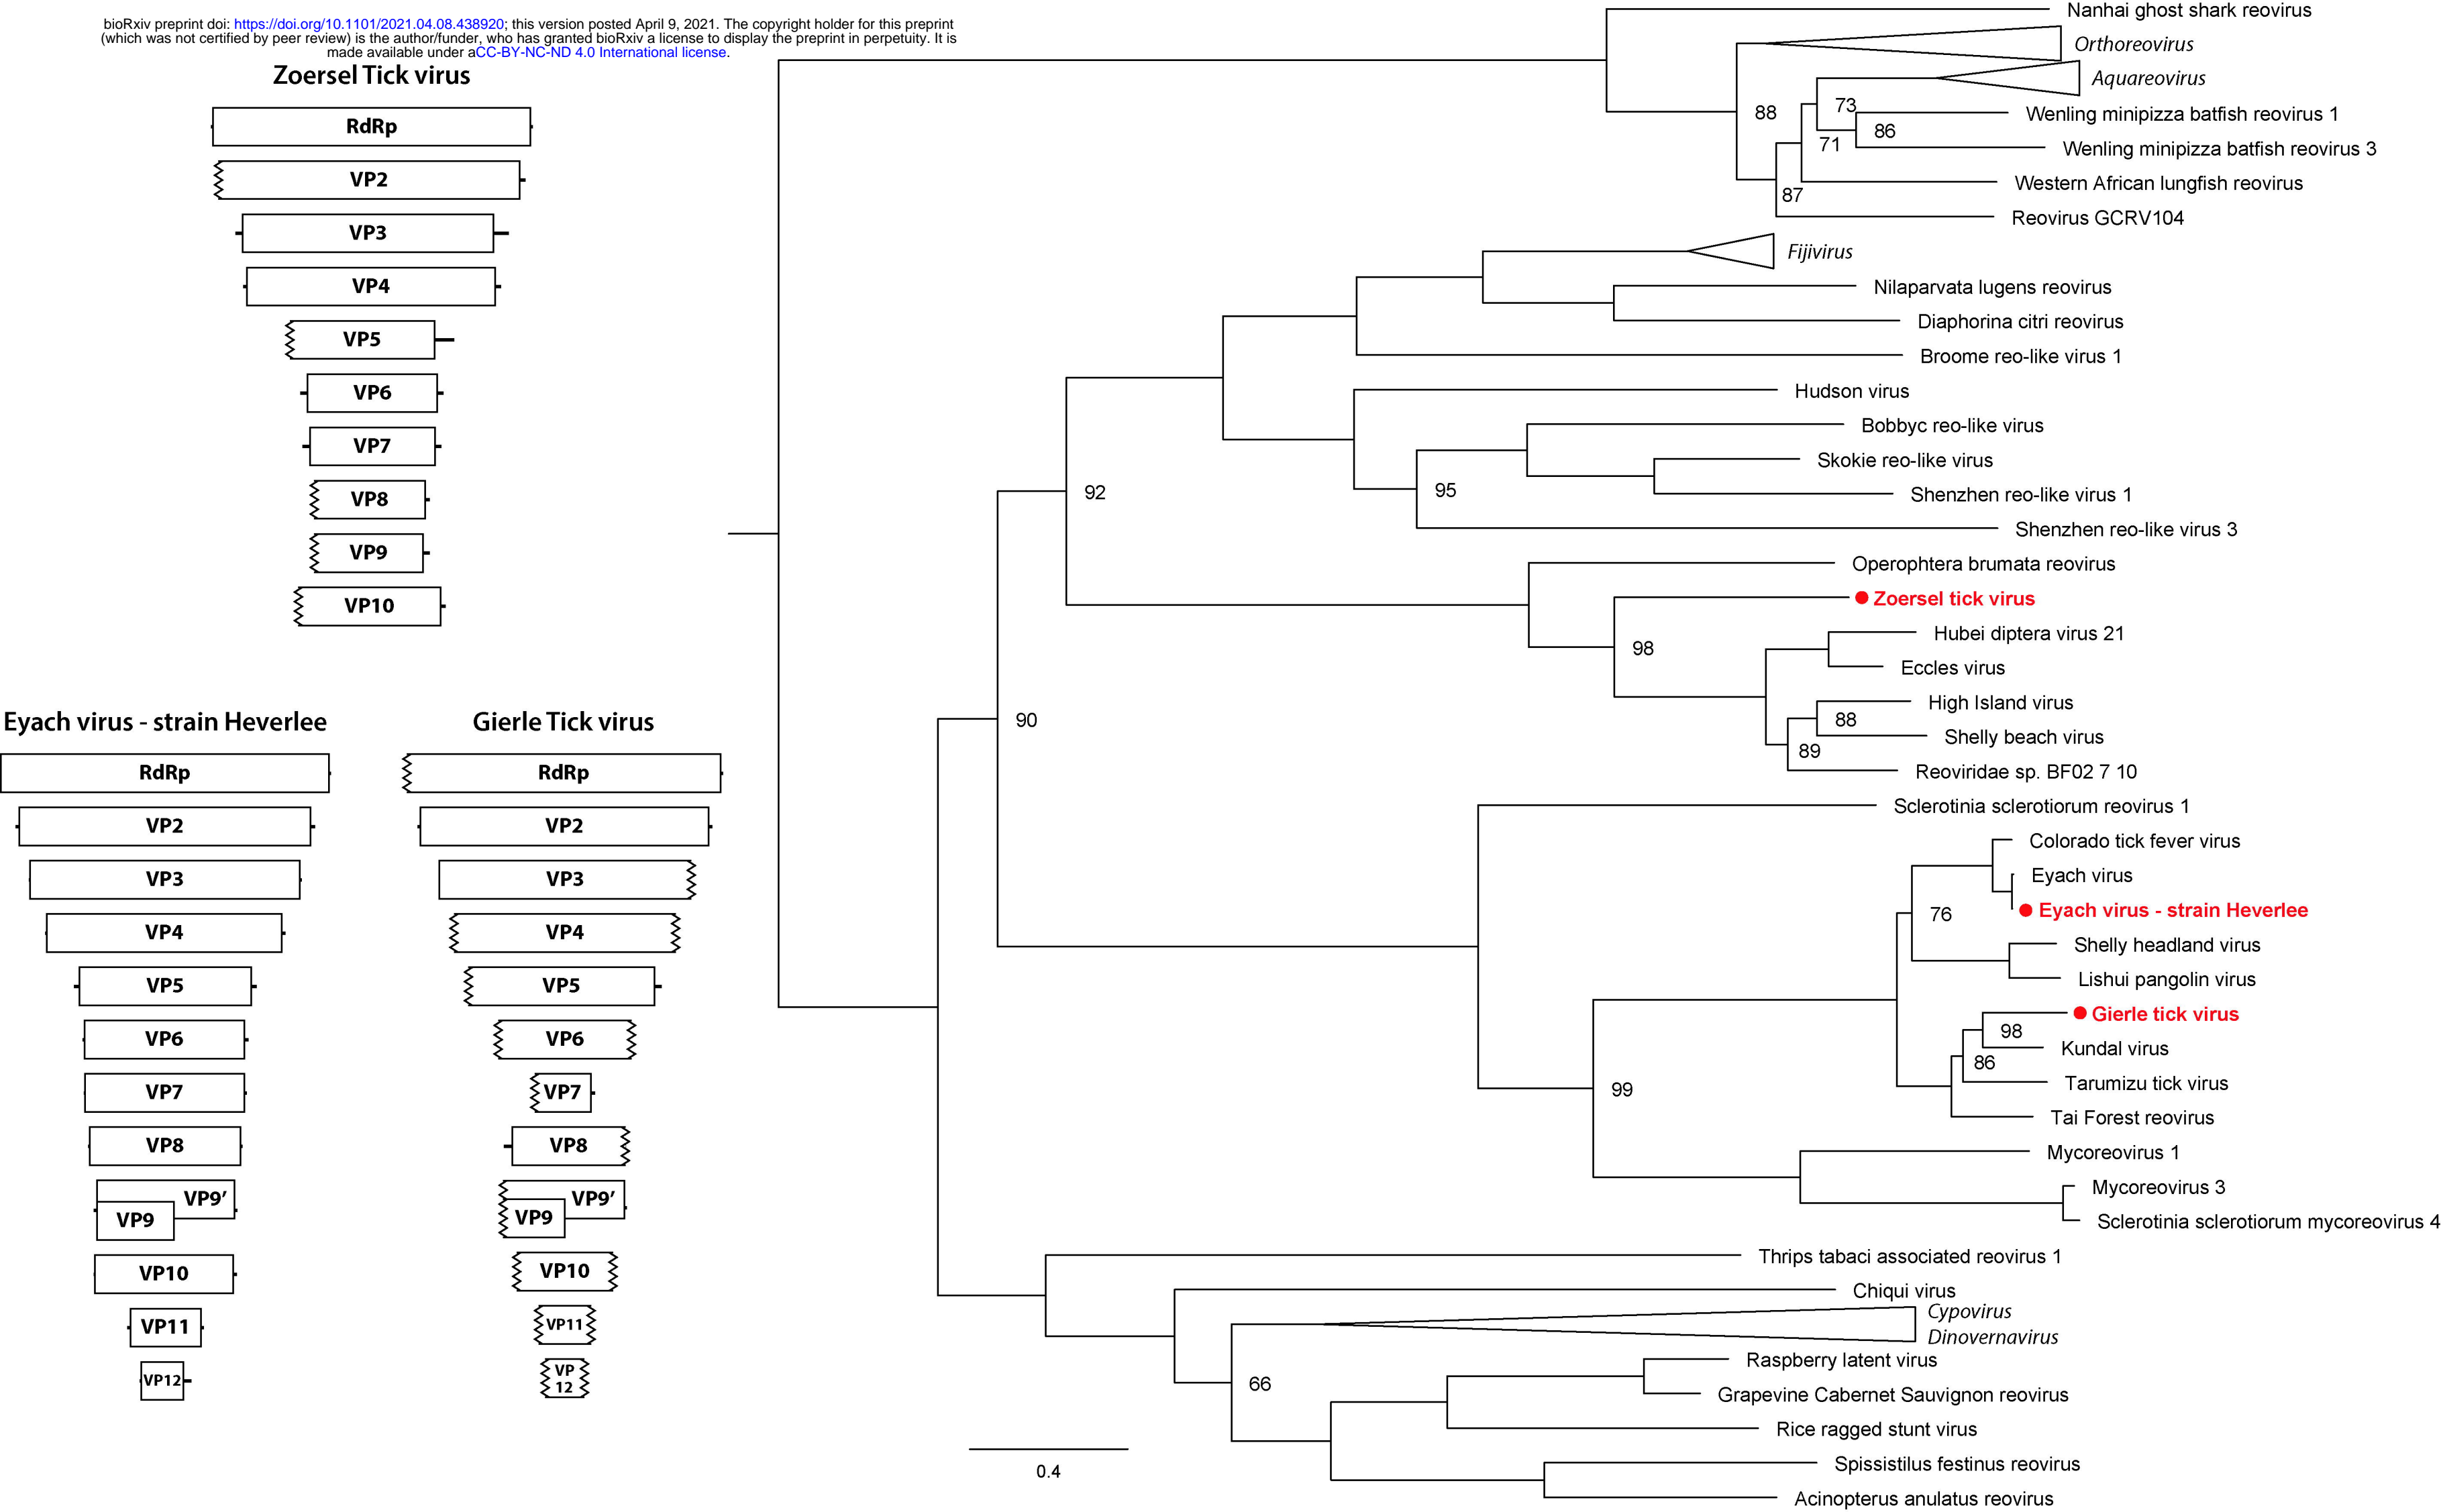 bioRxiv preprint doi: https://doi.org/10.1101/2021.04.08.438920; this version posted April 9, 2021. The copyright holder for this preprint
(which was not certified by peer review) is the author/funder, who has granted bioRxiv a license to display the preprint in perpetuity. It is
made available under aCC-BY-NC-ND 4.0 International license.
Zoersel Tick virus
RdRp
VP2
VP3
VP4
VP5
VP6
VP7
VP8
VP9
VP10
Eyach virus - strain Heverlee
RdRp
VP2
VP3
VP4
VP5
VP6
VP7
VP8
VP9’
VP9
VP10
VP11
VP12
Gierle Tick virus
RdRp
VP2
VP3
VP4
VP5
VP6
VP7
VP8
VP9’
VP9
VP10
VP11
VP
12
Nanhai ghost shark reovirus
Orthoreovirus
Aquareovirus
73
88
Wenling minipizza batfish reovirus 1
86
71
Wenling minipizza batfish reovirus 3
Western African lungfish reovirus
87
Reovirus GCRV104
Fijivirus
Nilaparvata lugens reovirus
Diaphorina citri reovirus
Broome reo-like virus 1
Hudson virus
Bobbyc reo-like virus
Skokie reo-like virus
95
92
Shenzhen reo-like virus 1
Shenzhen reo-like virus 3
Operophtera brumata reovirus
Zoersel tick virus
Hubei diptera virus 21
98
Eccles virus
High Island virus
88
90
Shelly beach virus
89
Reoviridae sp. BF02 7 10
Sclerotinia sclerotiorum reovirus 1
Colorado tick fever virus
Eyach virus
Eyach virus - strain Heverlee
76
Shelly headland virus
Lishui pangolin virus
Gierle tick virus
98
Kundal virus
86
Tarumizu tick virus
99
Tai Forest reovirus
Mycoreovirus 1
Mycoreovirus 3
Sclerotinia sclerotiorum mycoreovirus 4
Thrips tabaci associated reovirus 1
Chiqui virus
Cypovirus
Dinovernavirus
Raspberry latent virus
66
Grapevine Cabernet Sauvignon reovirus
Rice ragged stunt virus
Spissistilus festinus reovirus
0.4
Acinopterus anulatus reovirus